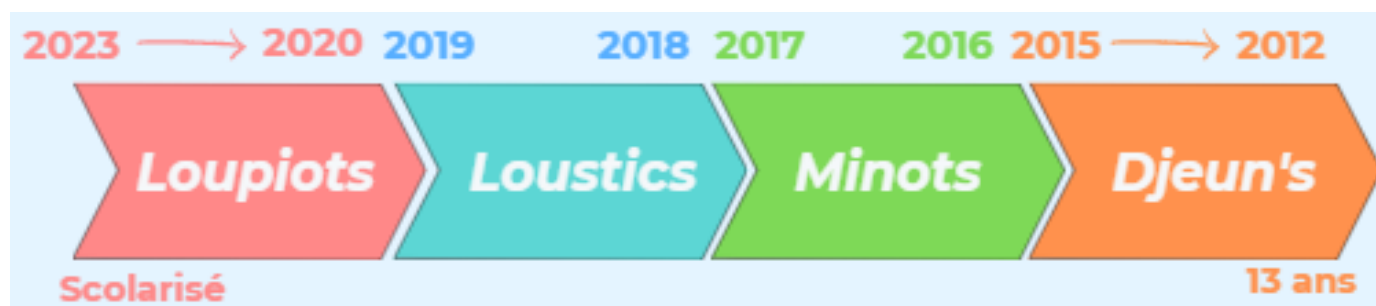 2023 → 2020 2019 2018 2017 2016 2015 → 2012
Loupiots Loustics Minots Djeun's
Scolarisé 13 ans